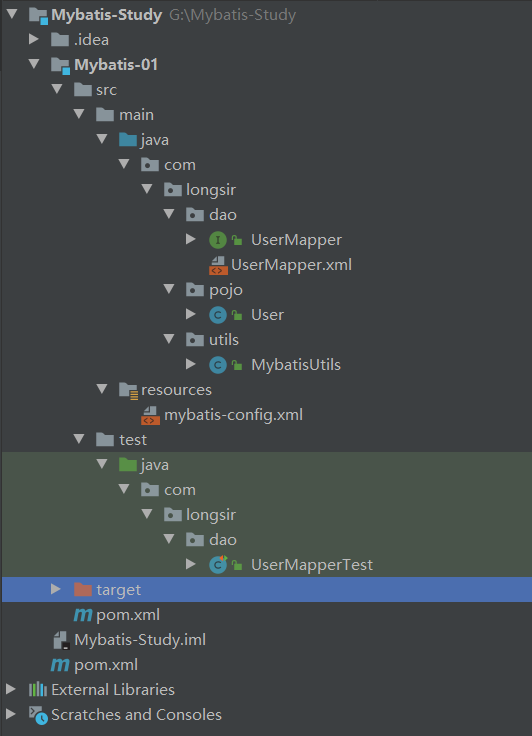 Mybatis-Study G:\Mybatis-Study
.idea
Mybatis-01
src
main
java
com
longsir
dao
I UserMapper
UserMapper.xml
pojo
C User
utils
C MybatisUtils
resources
mybatis-config.xml
test
java
com
longsir
dao
C UserMapperTest
target
m pom.xml
Mybatis-Study.iml
m pom.xml
External Libraries
Scratches and Consoles